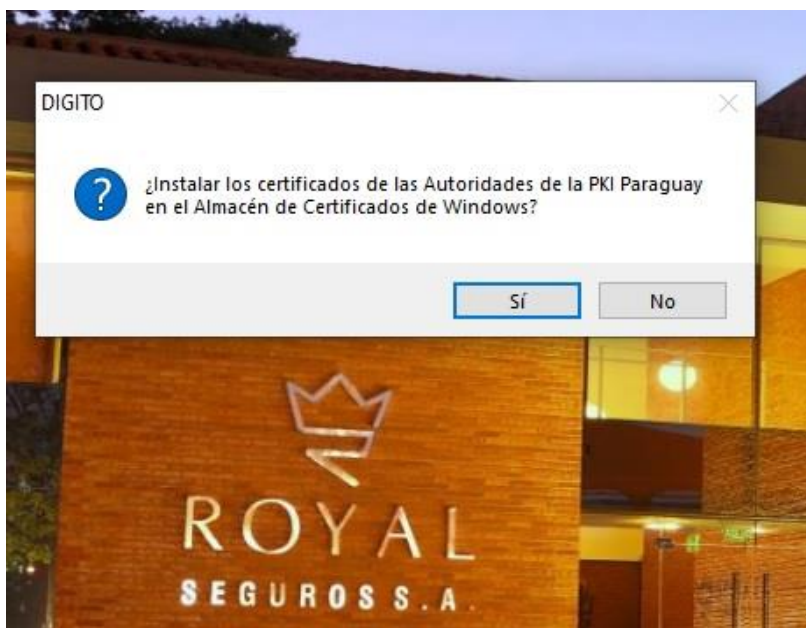 DIGITO
¿Instalar los certificados de las Autoridades de la PKI Paraguay
en el Almacén de Certificados de Windows?
Sí
No
ROYAL
SEGUROS S.A.